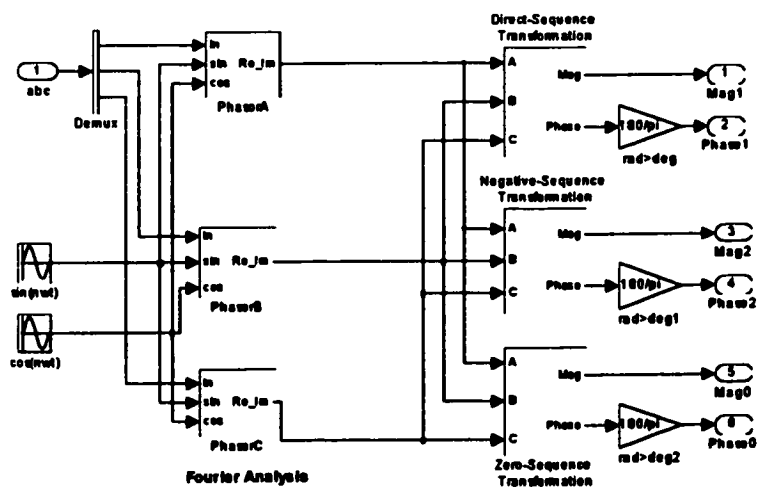 Direct-Sequence
Transformation
1
abc
Demux
In
sin
cos
Re_Im
PhasorA
A
B
C
Mag
Phase
1
Mag1
180/pi
rad>deg
2
Phase1
Negative-Sequence
Transformation
sin(nwt)
cos(nwt)
In
sin
cos
Re_Im
PhasorB
A
B
C
Mag
Phase
3
Mag2
180/pi
rad>deg1
4
Phase2
In
sin
cos
Re_Im
PhasorC
A
B
C
Mag
Phase
5
Mag0
180/pi
rad>deg2
6
Phase0
Zero-Sequence
Transformation
Fourier Analysis